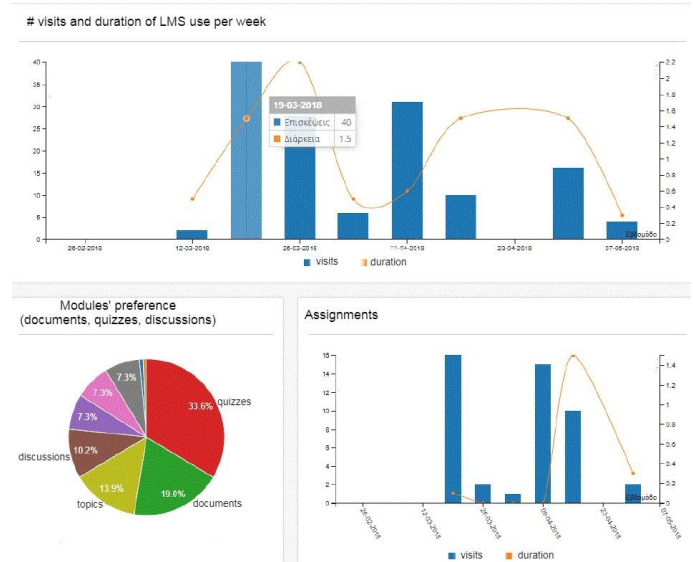 # visits and duration of LMS use per week
40
35
30
25
20
15
10
5
0
2.2
2
1.8
1.6
1.4
1.2
1
0.8
0.6
0.4
0.2
0
19-03-2018
Επισκέψεις 40
Διάρκεια 1.5
Εβδομάδα
26-02-2018 12-03-2018 26-03-2018 -04-2018 23-04-2018 07-05-2018
visits duration
Modules' preference
(documents, quizzes, discussions)
7.3%
7.3%
7.3%
33.6% quizzes
discussions 10.2%
13.9% 19.0%
topics documents
Assignments
16
14
12
10
8
6
4
2
0
1.4
1.2
1
0.8
0.6
0.4
0.2
0
Εβδομάδα
26-02-2018 12-03-2018 26-03-2018 09-04-2018 23-04-2018 07-05-2018
visits duration